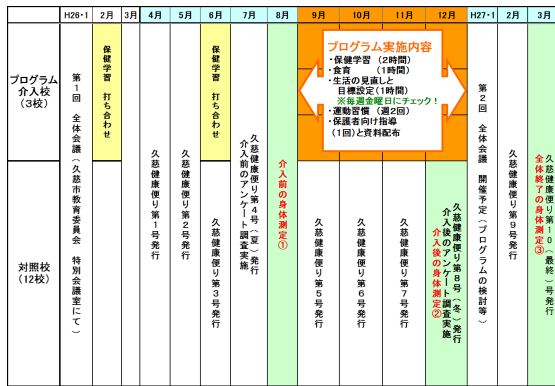 H26・1
2月
3月
4月
5月
6月
7月
8月
9月
10月
11月
12月
H27・1
2月
3月
プログラム
介入校
(3校)
対照校
(12校)
第1回 全体会議(久慈市教育委員会 特別会議室にて)
保健学習 打ち合わせ
久慈健康便り第1号発行
久慈健康便り第2号発行
保健学習 打ち合わせ
久慈健康便り第3号発行
久慈健康便り第4号(夏)発行
介入前のアンケート調査実施
介入前の身体測定①
プログラム実施内容
・保健学習 (2時間)
・食育 (1時間)
・生活の見直しと
目標設定(1時間)
※毎週金曜日にチェック!
・運動習慣 (週2回)
・保護者向け指導
(1回)と資料配布
久慈健康便り第5号発行
久慈健康便り第6号発行
久慈健康便り第7号発行
久慈健康便り第8号(冬)発行
介入後のアンケート調査実施
介入後の身体測定②
第2回 全体会議 開催予定(プログラムの検討等)
久慈健康便り第9号発行
久慈健康便り第10(最終)号発行
全体終了の身体測定③